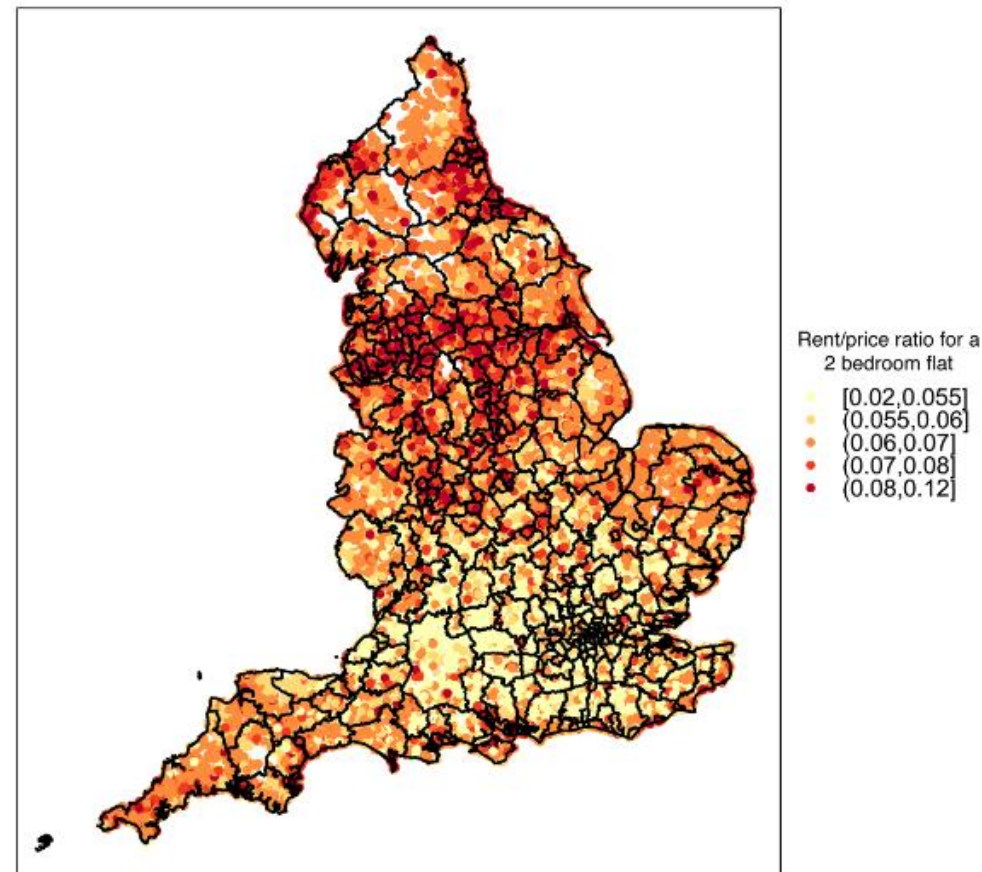 Rent/price ratio for a
2 bedroom flat
[0.02,0.055]
(0.055,0.06]
(0.06,0.07]
(0.07,0.08]
(0.08,0.12]